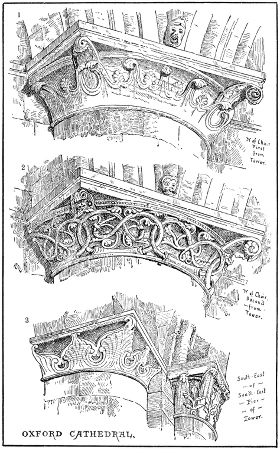 1
N of Choir
First
from
Tower.
2
N of Choir
Second
from
Tower.
3
South East
of
South East
Pier
of
Tower.
OXFORD CATHEDRAL.